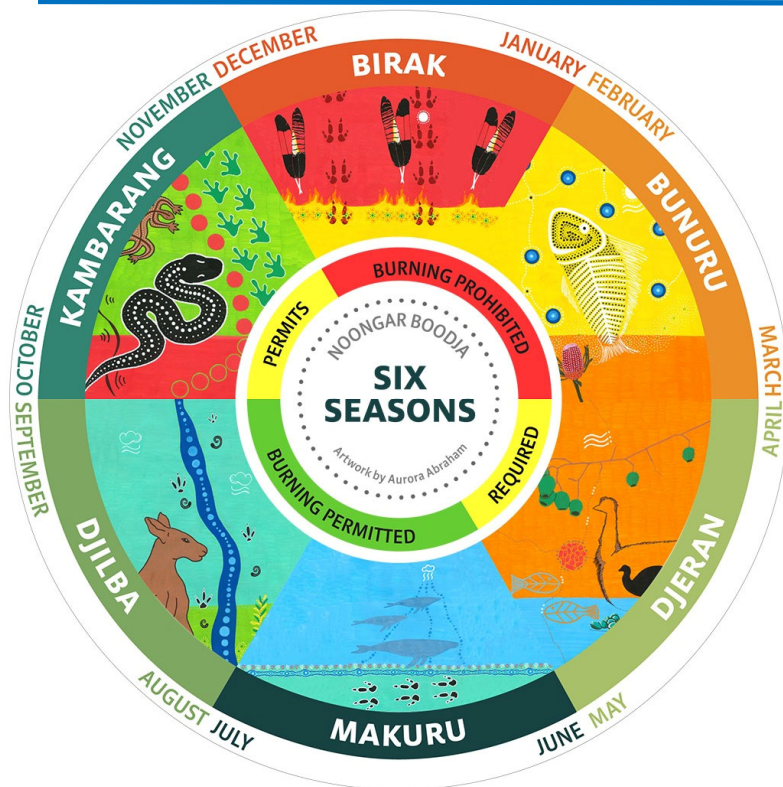 DECEMBER
JANUARY
BIRAK
FEBRUARY
BUNURU
MARCH
APRIL
DJERAN
MAY
JUNE
MAKURU
JULY
AUGUST
DJILBA
SEPTEMBER
OCTOBER
KAMBARANG
NOVEMBER
BURNING PROHIBITED
REQUIRED
BURNING PERMITTED
PERMITS
NOONGAR BOODJA
SIX
SEASONS
Artwork by Aurora Abraham